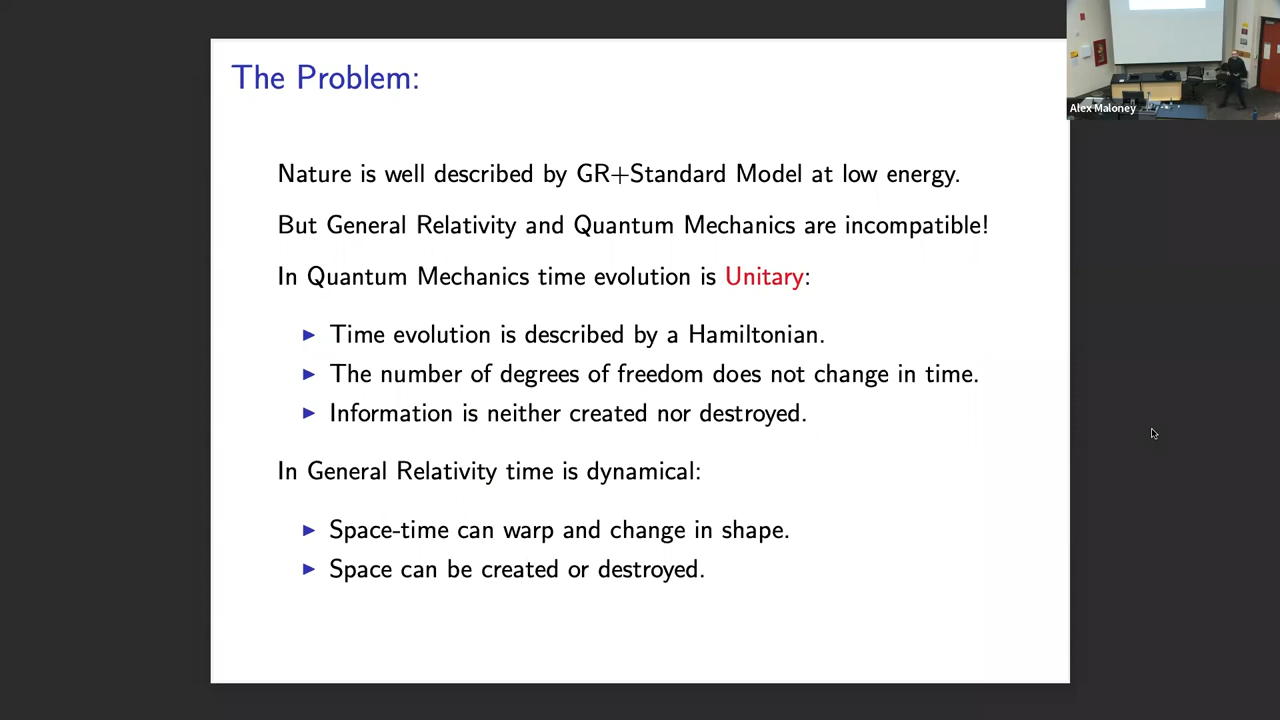 The Problem:
Nature is well described by GR+Standard Model at low energy.
But General Relativity and Quantum Mechanics are incompatible!
In Quantum Mechanics time evolution is Unitary:
Time evolution is described by a Hamiltonian.
The number of degrees of freedom does not change in time.
Information is neither created nor destroyed.
In General Relativity time is dynamical:
Space-time can warp and change in shape.
Space can be created or destroyed.
Alex Maloney